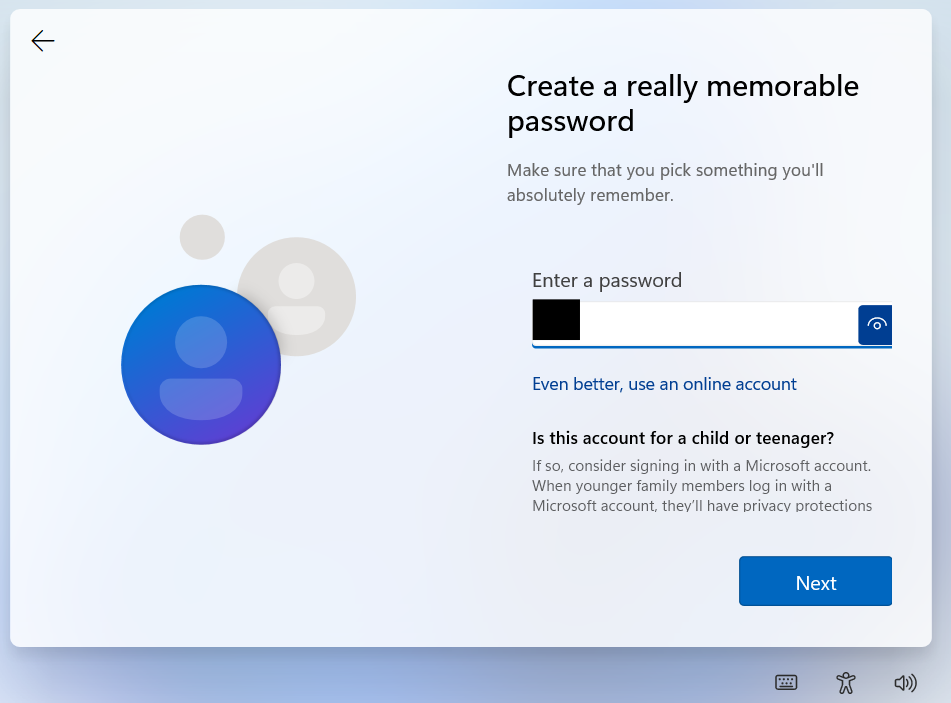 Create a really memorable
password
Make sure that you pick something you'll
absolutely remember.
Enter a password
Even better, use an online account
Is this account for a child or teenager?
If so, consider signing in with a Microsoft account.
When younger family members log in with a
Microsoft account, they’ll have privacy protections
Next